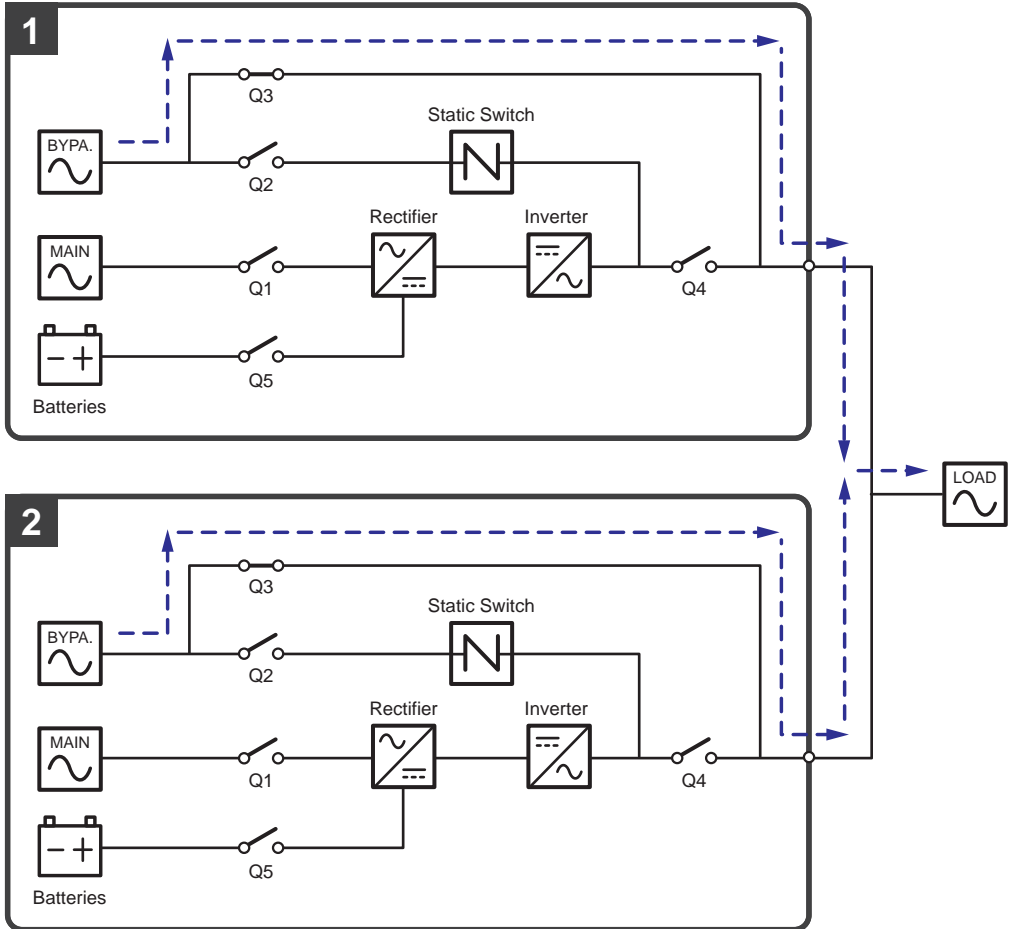 1
Q3
Static Switch
BYPA.
Q2
Rectifier
Inverter
MAIN
Q1
Q4
Q5
Batteries
LOAD
2
Q3
Static Switch
BYPA.
Q2
Rectifier
Inverter
MAIN
Q1
Q4
Q5
Batteries